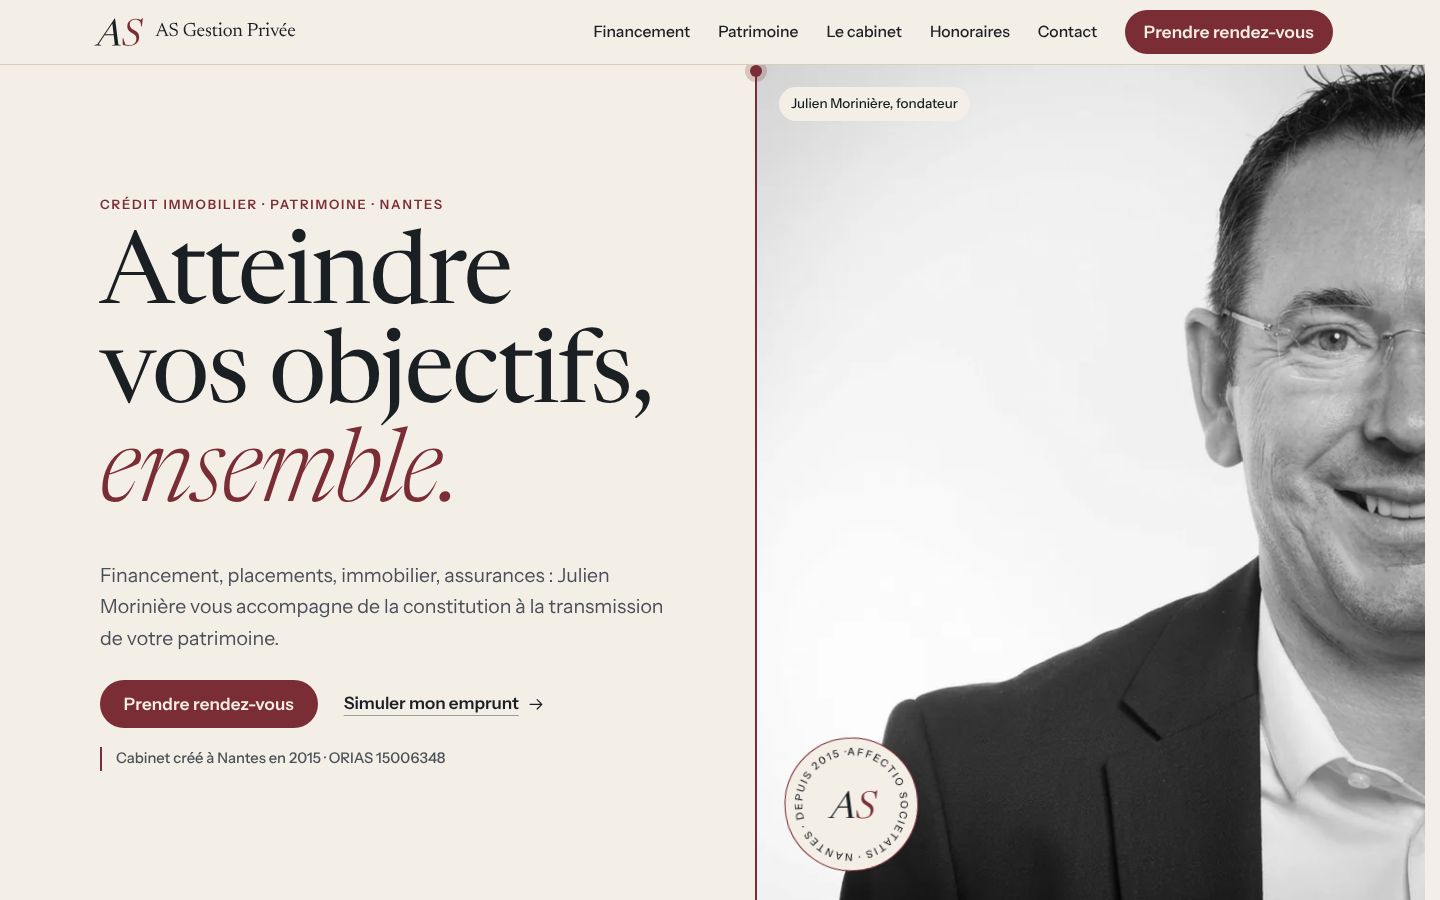 AS AS Gestion Privée
Financement Patrimoine Le cabinet Honoraires Contact Prendre rendez-vous
Julien Morinière, fondateur
CRÉDIT IMMOBILIER · PATRIMOINE · NANTES
Atteindre
vos objectifs,
ensemble.
Financement, placements, immobilier, assurances : Julien
Morinière vous accompagne de la constitution à la transmission
de votre patrimoine.
Prendre rendez-vous Simuler mon emprunt →
Cabinet créé à Nantes en 2015 · ORIAS 15006348
AFFECTIO SOCIETATIS · NANTES · DEPUIS 2015 ·
AS